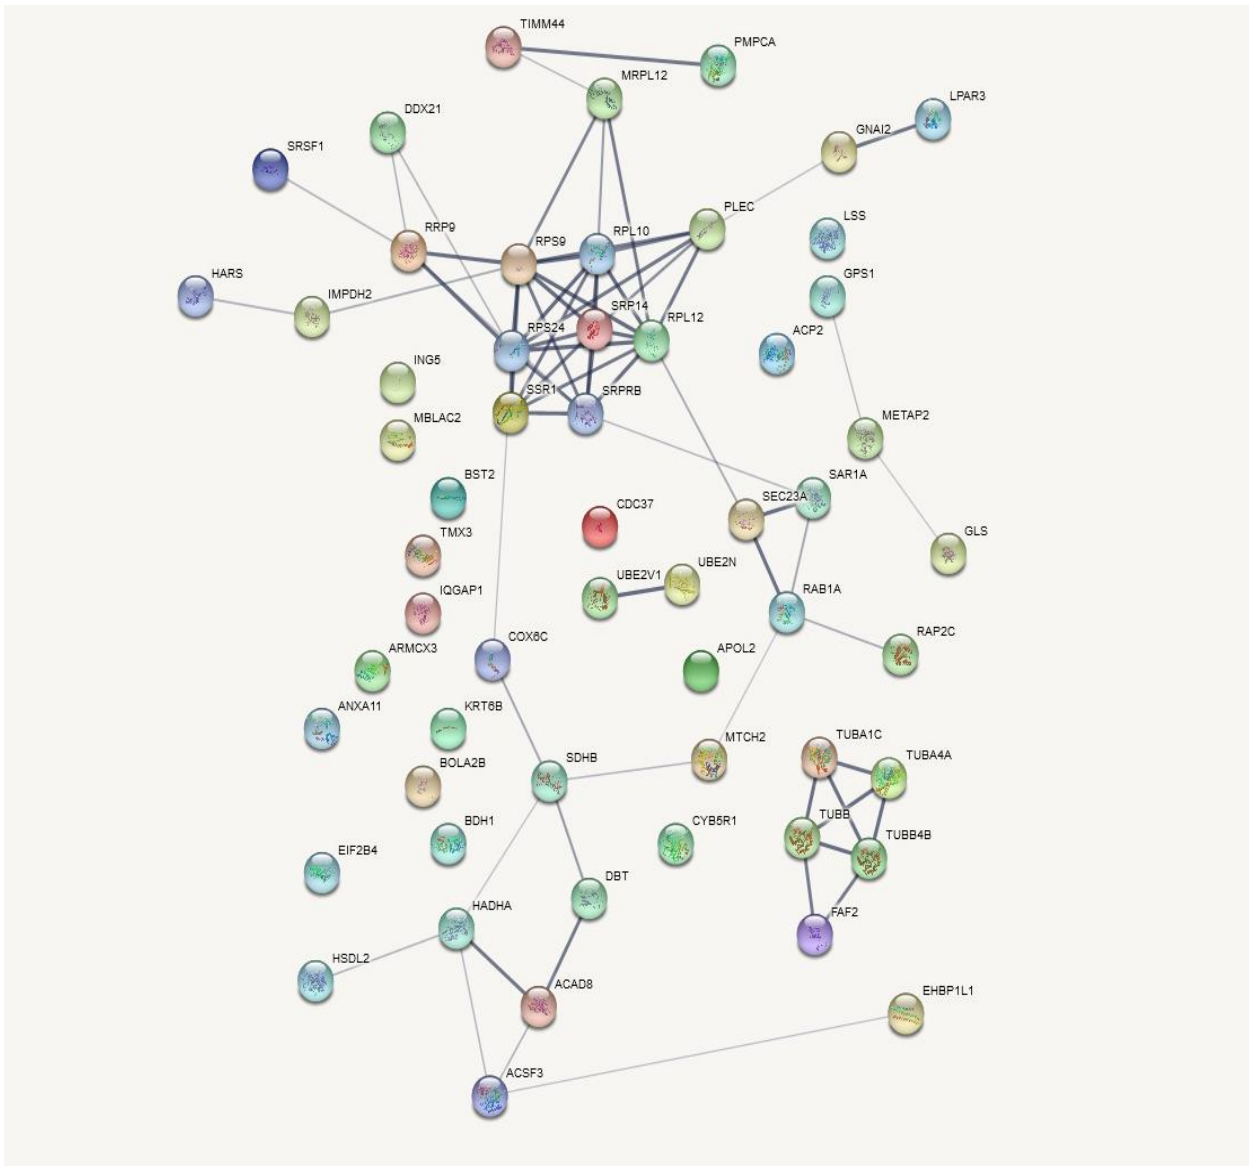 TIMM44
PMPCA
MRPL12
LPAR3
DDX21
GNAI2
SRSF1
PLEC
LSS
RRP9
RPS9
RPL10
HARS
GPS1
IMPDH2
SRP14
RPL12
RPS24
ACP2
ING5
SSR1
SRPRB
MBLAC2
METAP2
BST2
SAR1A
SEC23A
CDC37
TMX3
GLS
UBE2V1
UBE2N
IQGAP1
RAB1A
RAP2C
COX6C
ARMCX3
APOL2
ANXA11
KRT6B
MTCH2
TUBA1C
TUBA4A
BOLA2B
SDHB
TUBB
BDH1
CYB5R1
TUBB4B
EIF2B4
DBT
HADHA
FAF2
HSDL2
ACAD8
EHBP1L1
ACSF3